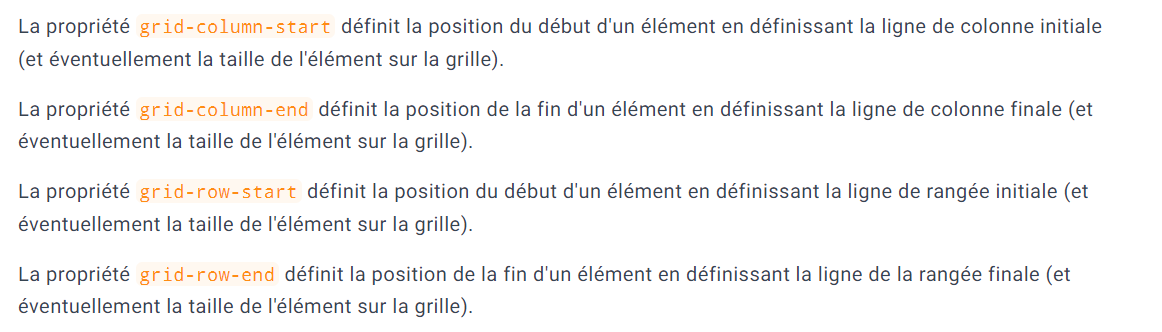 La propriété grid-column-start définit la position du début d'un élément en définissant la ligne de colonne initiale
(et éventuellement la taille de l'élément sur la grille).
La propriété grid-column-end définit la position de la fin d'un élément en définissant la ligne de colonne finale (et
éventuellement la taille de l'élément sur la grille).
La propriété grid-row-start définit la position du début d'un élément en définissant la ligne de rangée initiale (et
éventuellement la taille de l'élément sur la grille).
La propriété grid-row-end définit la position de la fin d'un élément en définissant la ligne de la rangée finale (et
éventuellement la taille de l'élément sur la grille).